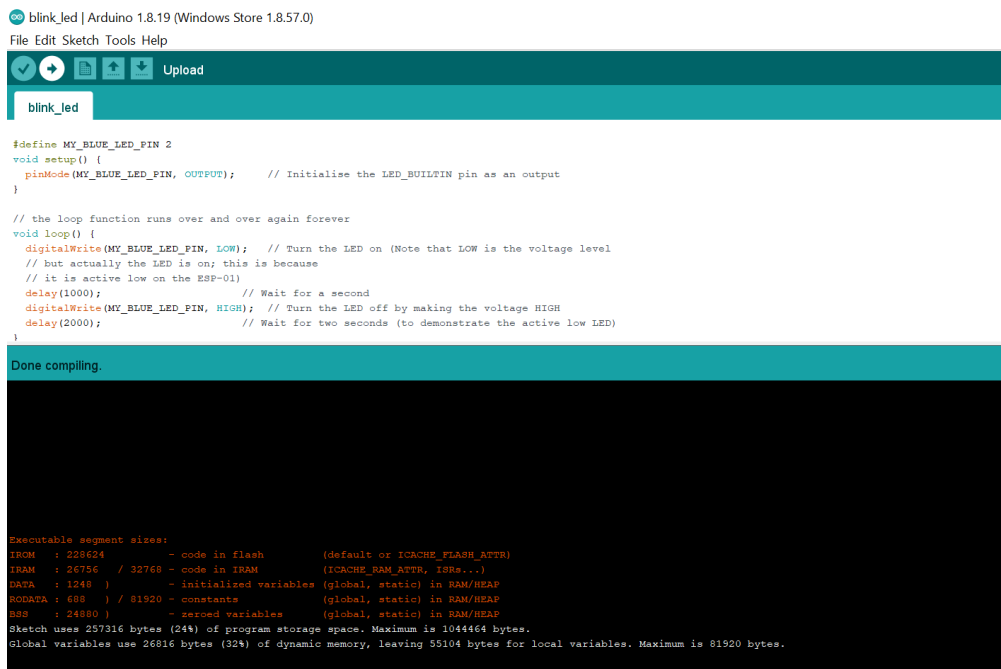 blink_led | Arduino 1.8.19 (Windows Store 1.8.57.0)
File Edit Sketch Tools Help
Upload
blink_led
#define MY_BLUE_LED_PIN 2
void setup() {
  pinMode(MY_BLUE_LED_PIN, OUTPUT);     // Initialise the LED_BUILTIN pin as an output
}
// the loop function runs over and over again forever
void loop() {
  digitalWrite(MY_BLUE_LED_PIN, LOW);   // Turn the LED on (Note that LOW is the voltage level
  // but actually the LED is on; this is because
  // it is active low on the ESP-01)
  delay(1000);                      // Wait for a second
  digitalWrite(MY_BLUE_LED_PIN, HIGH);  // Turn the LED off by making the voltage HIGH
  delay(2000);                      // Wait for two seconds (to demonstrate the active low LED)
}
Done compiling.
Executable segment sizes:
IROM   : 228624          - code in flash         (default or ICACHE_FLASH_ATTR)
IRAM   : 26756   / 32768 - code in IRAM          (ICACHE_RAM_ATTR, ISRs...)
DATA   : 1248  )         - initialized variables (global, static) in RAM/HEAP
RODATA : 688   ) / 81920 - constants             (global, static) in RAM/HEAP
BSS    : 24880 )         - zeroed variables      (global, static) in RAM/HEAP
Sketch uses 257316 bytes (24%) of program storage space. Maximum is 1044464 bytes.
Global variables use 26816 bytes (32%) of dynamic memory, leaving 55104 bytes for local variables. Maximum is 81920 bytes.